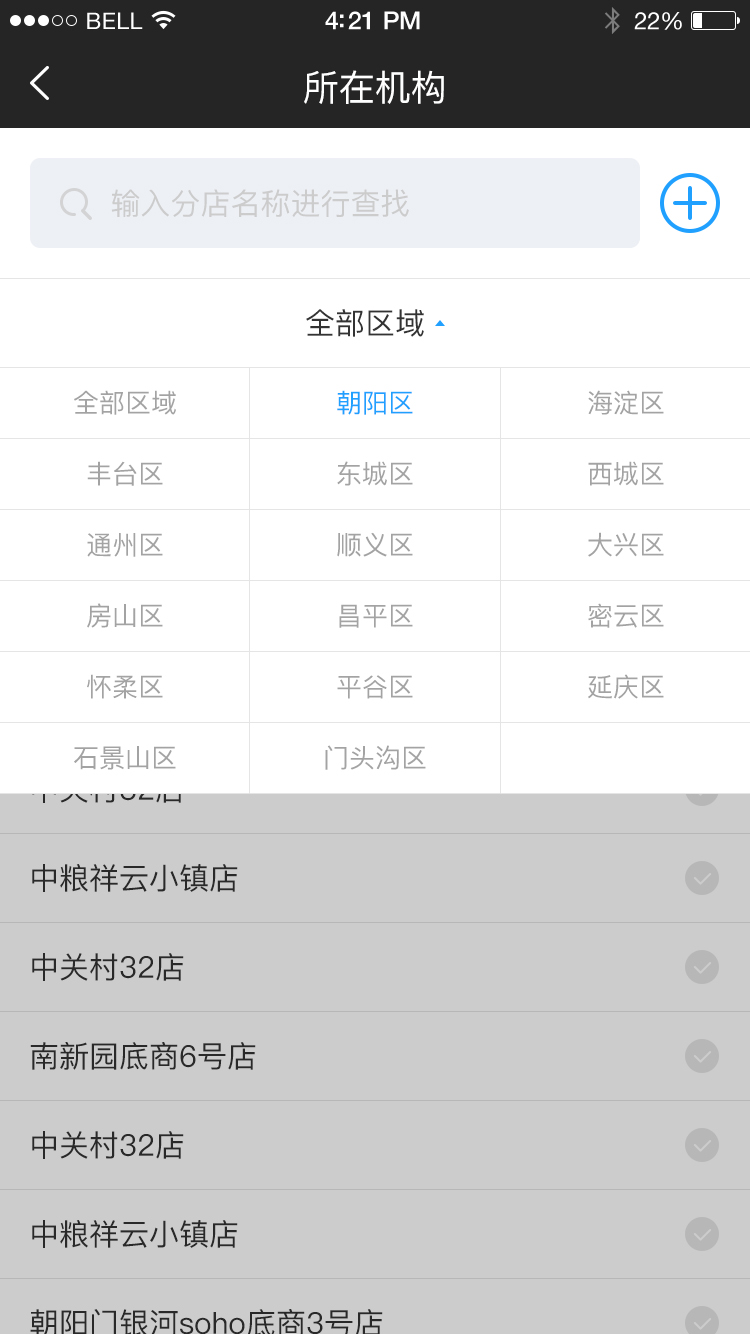 BELL 4:21 PM 22%
所在机构
输入分店名称进行查找
全部区域
全部区域 朝阳区 海淀区
丰台区 东城区 西城区
通州区 顺义区 大兴区
房山区 昌平区 密云区
怀柔区 平谷区 延庆区
石景山区 门头沟区
中关村32店
中粮祥云小镇店
中关村32店
南新园底商6号店
中关村32店
中粮祥云小镇店
朝阳门银河soho底商3号店